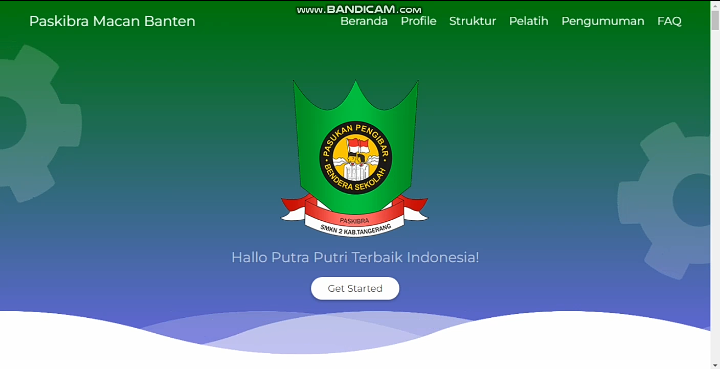 www.BANDICAM.com
Paskibra Macan Banten
Beranda Profile Struktur Pelatih Pengumuman FAQ
PASUKAN PENGIBAR
BENDERA SEKOLAH
PASKIBRA
SMKN 2 KAB.TANGERANG
Hallo Putra Putri Terbaik Indonesia!
Get Started